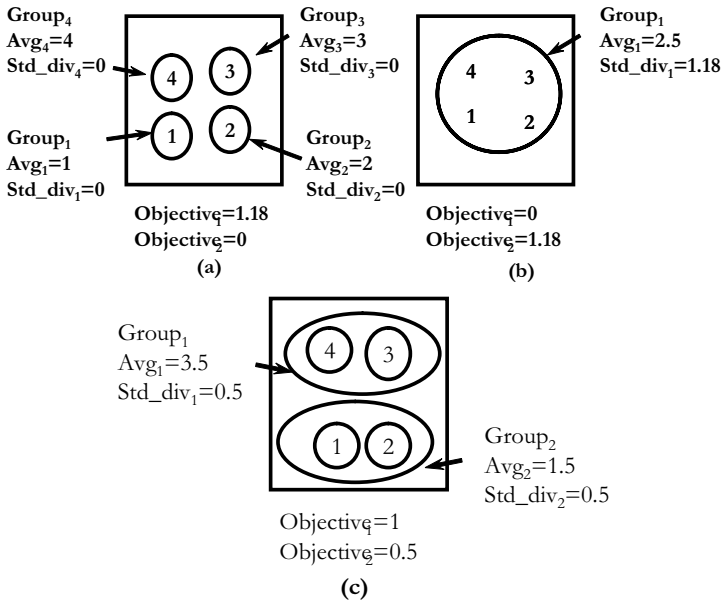 Group4
Avg4=4
Std_div4=0
Group3
Avg3=3
Std_div3=0
4
3
1
2
Group1
Avg1=1
Std_div1=0
Group2
Avg2=2
Std_div2=0
Objective1=1.18
Objective2=0
(a)
Group1
Avg1=2.5
Std_div1=1.18
4
3
1
2
Objective1=0
Objective2=1.18
(b)
Group1
Avg1=3.5
Std_div1=0.5
4
3
1
2
Group2
Avg2=1.5
Std_div2=0.5
Objective1=1
Objective2=0.5
(c)